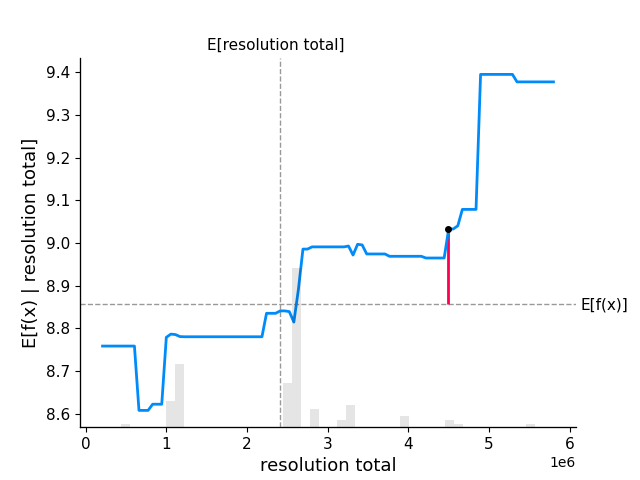 E[resolution total]
E[f(x) | resolution total]
9.4
9.3
9.2
9.1
9.0
8.9
8.8
8.7
8.6
E[f(x)]
0 1 2 3 4 5 6
1e6
resolution total